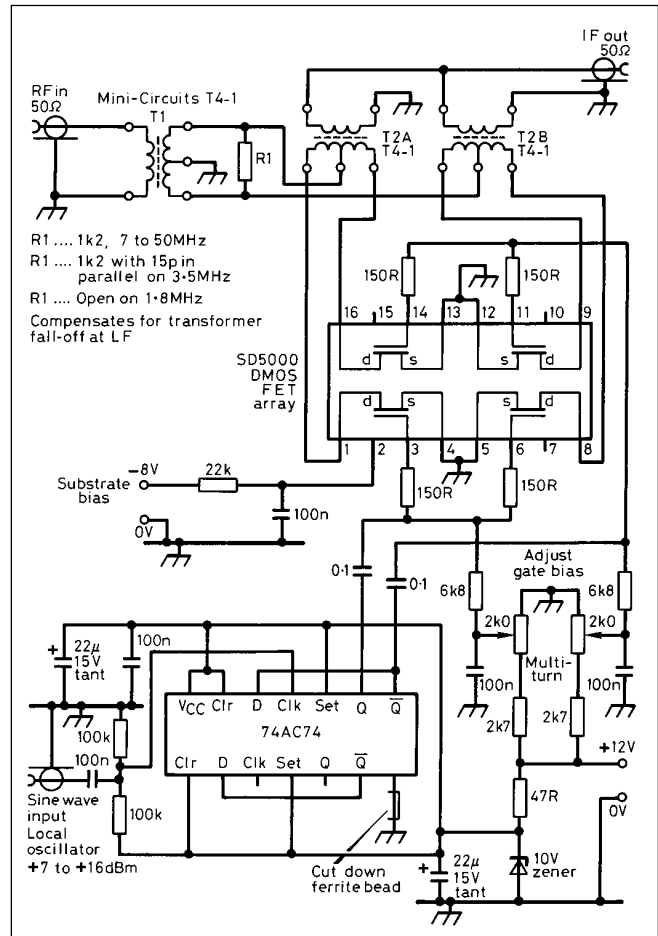 IF out
50Ω
RF in
50Ω
Mini-Circuits T4-1
T1
T2A
T4-1
T2B
T4-1
R1
R1 .... 1k2, 7 to 50MHz
R1 .... 1k2 with 15p in
parallel on 3·5MHz
R1 .... Open on 1·8MHz
Compensates for transformer
fall-off at LF
150R
150R
16 15 14 13 12 11 10 9
d s s d
SD5000
DMOS
FET
array
d s s d
1 2 3 4 5 6 7 8
-8V
22k
Substrate
bias
0V
100n
150R
150R
0·1
0·1
Adjust
gate bias
6k8
6k8
2k0
2k0
Multi-
turn
100n
100n
2k7
2k7
+12V
47R
0V
+
22μ
15V
tant
100n
VCC Clr D Clk Set Q Q̅
74AC74
Clr D Clk Set Q Q̅
100k
100n
Sine wave
input
Local
oscillator
+7 to +16dBm
100k
Cut down
ferrite bead
+
22μ
15V
tant
10V
zener